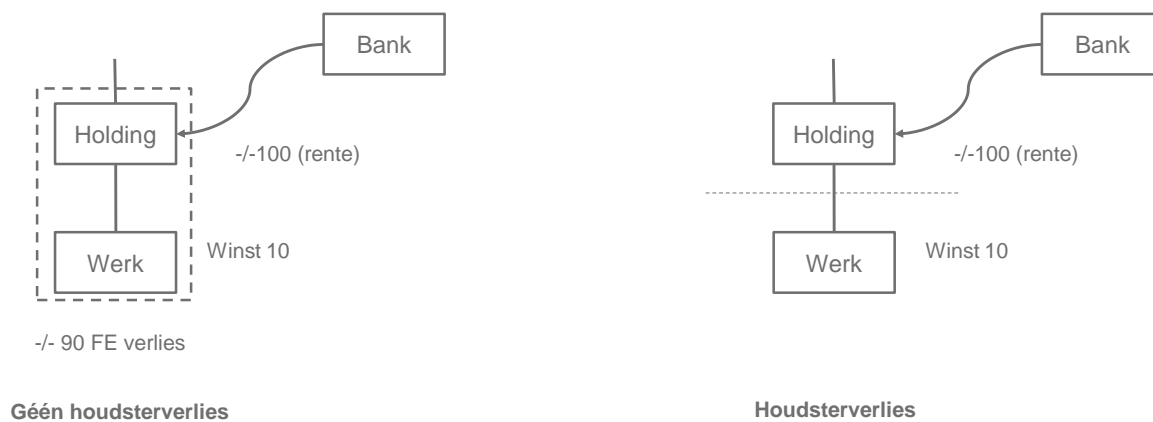 Bank
Holding
-/-100 (rente)
Werk
Winst 10
-/- 90 FE verlies
Géén houdsterverlies
Bank
Holding
-/-100 (rente)
Werk
Winst 10
Houdsterverlies